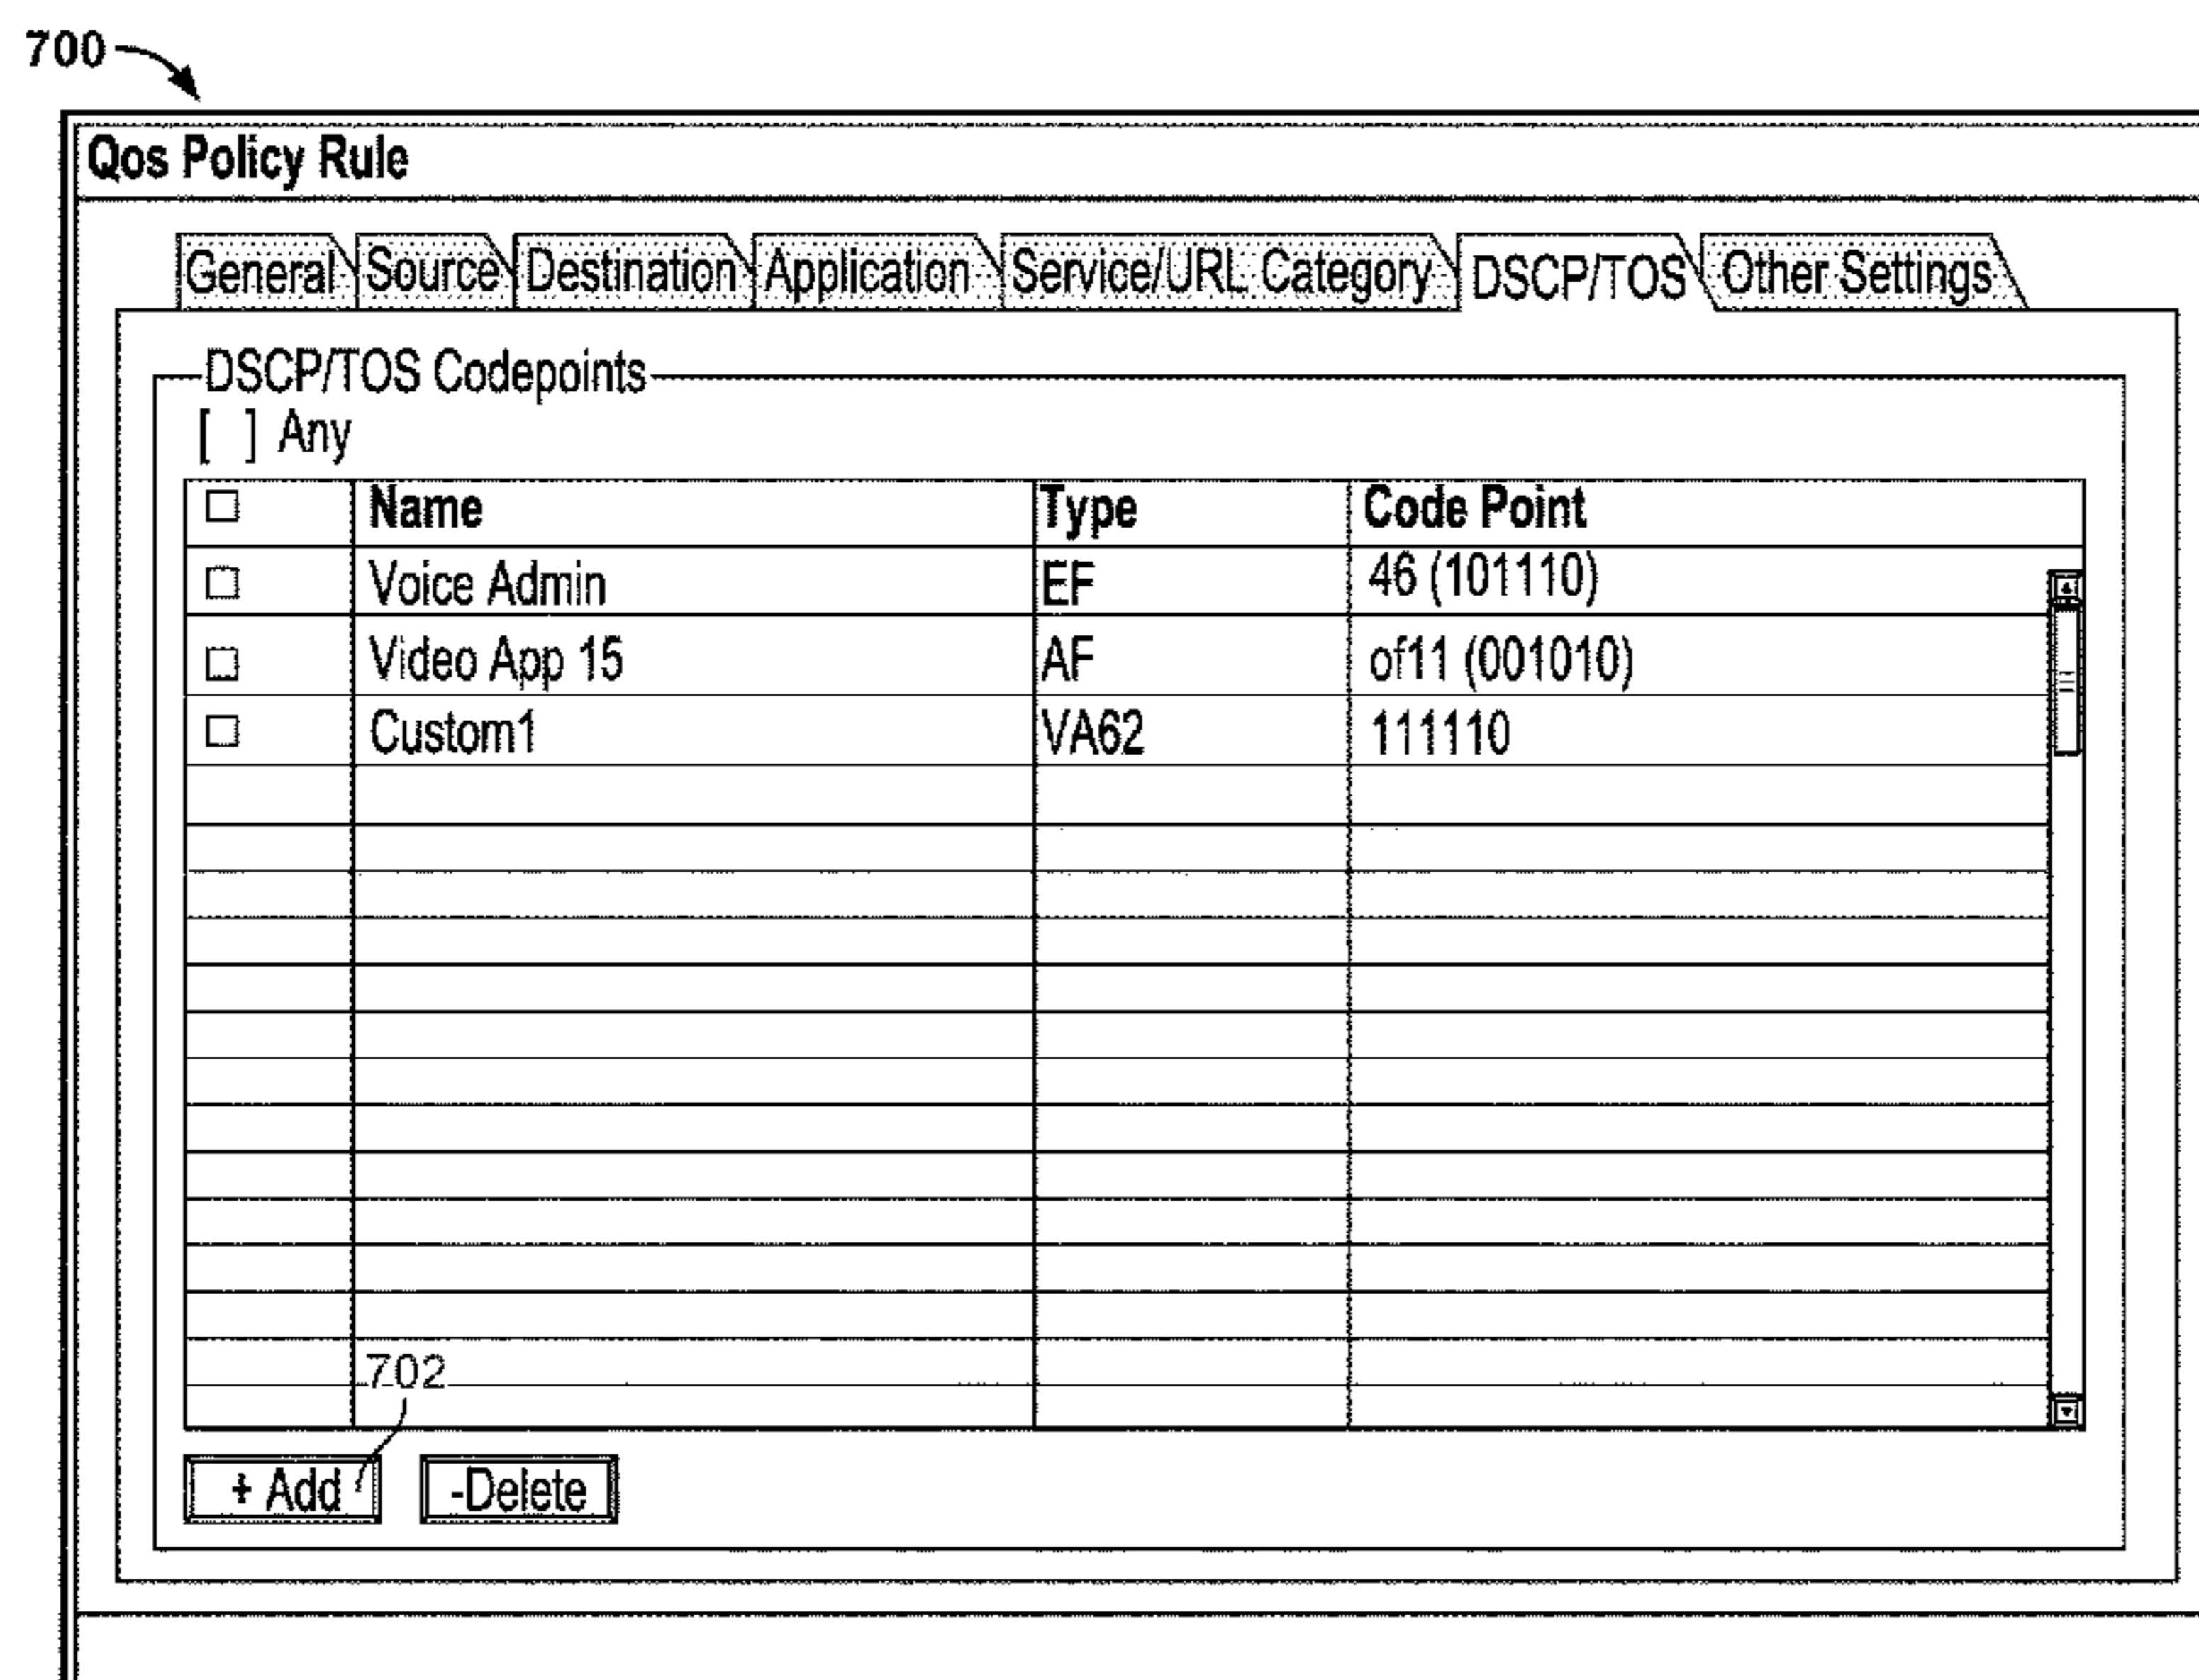 700
Qos Policy Rule
General Source Destination Application Service/URL Category DSCP/TOS Other Settings
DSCP/TOS Codepoints
[ ] Any
Name Type Code Point
Voice Admin EF 46 (101110)
Video App 15 AF of11 (001010)
Custom1 VA62 111110
702
+ Add -Delete